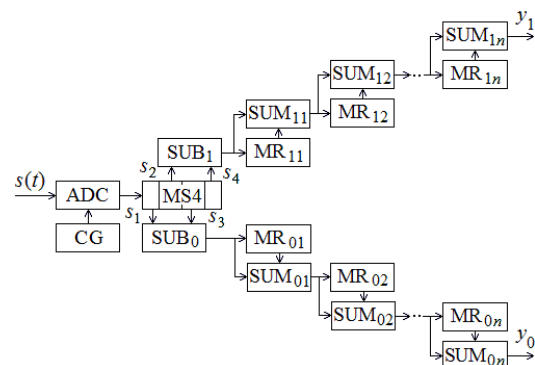 y₁
SUM₁ₙ
SUM₁₂
...
MR₁ₙ
SUM₁₁
MR₁₂
s₂
SUB₁
MR₁₁
s₄
s(t)
ADC
MS4
s₁
s₃
CG
SUB₀
MR₀₁
SUM₀₁
MR₀₂
SUM₀₂
...
MR₀ₙ
y₀
SUM₀ₙ